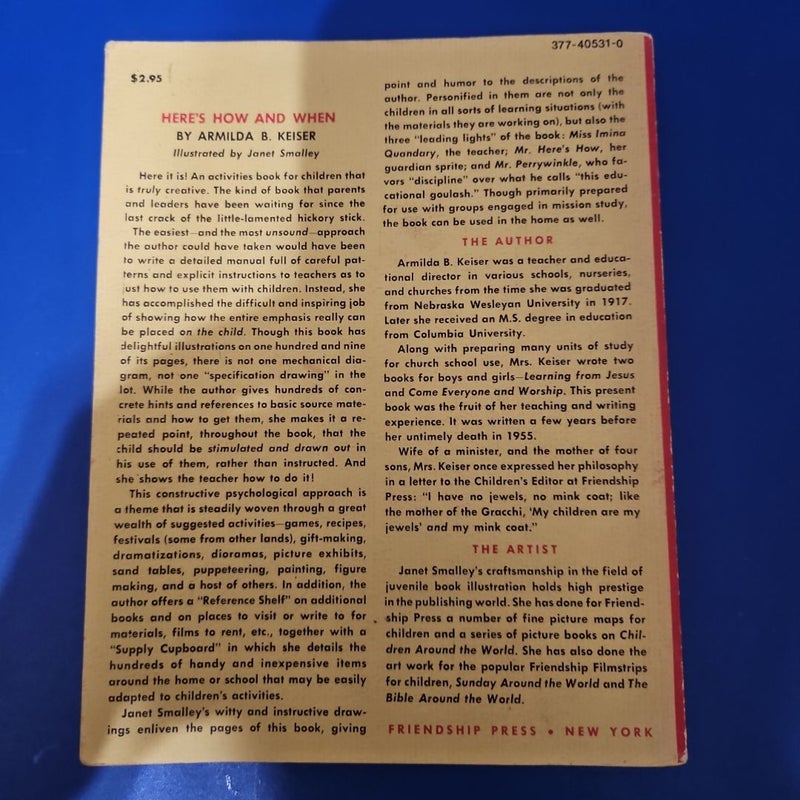 377-40531-0
$2.95
HERE'S HOW AND WHEN
BY ARMILDA B. KEISER
Illustrated by Janet Smalley
Here it is! An activities book for children that
is truly creative. The kind of book that parents
and leaders have been waiting for since the
last crack of the little-lamented hickory stick.
The easiest—and the most unsound—approach
the author could have taken would have been
to write a detailed manual full of careful pat-
terns and explicit instructions to teachers as to
just how to use them with children. Instead, she
has accomplished the difficult and inspiring job
of showing how the entire emphasis really can
be placed on the child. Though this book has
delightful illustrations on one hundred and nine
of its pages, there is not one mechanical dia-
gram, not one "specification drawing" in the
lot. While the author gives hundreds of con-
crete hints and references to basic source mate-
rials and how to get them, she makes it a re-
peated point, throughout the book, that the
child should be stimulated and drawn out in
his use of them, rather than instructed. And
she shows the teacher how to do it!
This constructive psychological approach is
a theme that is steadily woven through a great
wealth of suggested activities—games, recipes,
festivals (some from other lands), gift-making,
dramatizations, dioramas, picture exhibits,
sand tables, puppeteering, painting, figure
making, and a host of others. In addition, the
author offers a "Reference Shelf" on additional
books and on places to visit or write to for
materials, films to rent, etc., together with a
"Supply Cupboard" in which she details the
hundreds of handy and inexpensive items
around the home or school that may be easily
adapted to children's activities.
Janet Smalley's witty and instructive draw-
ings enliven the pages of this book, giving
point and humor to the descriptions of the
author. Personified in them are not only the
children in all sorts of learning situations (with
the materials they are working on), but also the
three "leading lights" of the book: Miss Imina
Quandary, the teacher; Mr. Here's How, her
guardian sprite; and Mr. Perrywinkle, who fa-
vors "discipline" over what he calls "this edu-
cational goulash." Though primarily prepared
for use with groups engaged in mission study,
the book can be used in the home as well.
THE AUTHOR
Armilda B. Keiser was a teacher and educa-
tional director in various schools, nurseries,
and churches from the time she was graduated
from Nebraska Wesleyan University in 1917.
Later she received an M.S. degree in education
from Columbia University.
Along with preparing many units of study
for church school use, Mrs. Keiser wrote two
books for boys and girls—Learning from Jesus
and Come Everyone and Worship. This present
book was the fruit of her teaching and writing
experience. It was written a few years before
her untimely death in 1955.
Wife of a minister, and the mother of four
sons, Mrs. Keiser once expressed her philosophy
in a letter to the Children's Editor at Friendship
Press: "I have no jewels, no mink coat; like
the mother of the Gracchi, 'My children are my
jewels' and my mink coat."
THE ARTIST
Janet Smalley's craftsmanship in the field of
juvenile book illustration holds high prestige
in the publishing world. She has done for Friend-
ship Press a number of fine picture maps for
children and a series of picture books on Chil-
dren Around the World. She has also done the
art work for the popular Friendship Filmstrips
for children, Sunday Around the World and The
Bible Around the World.
FRIENDSHIP PRESS • NEW YORK